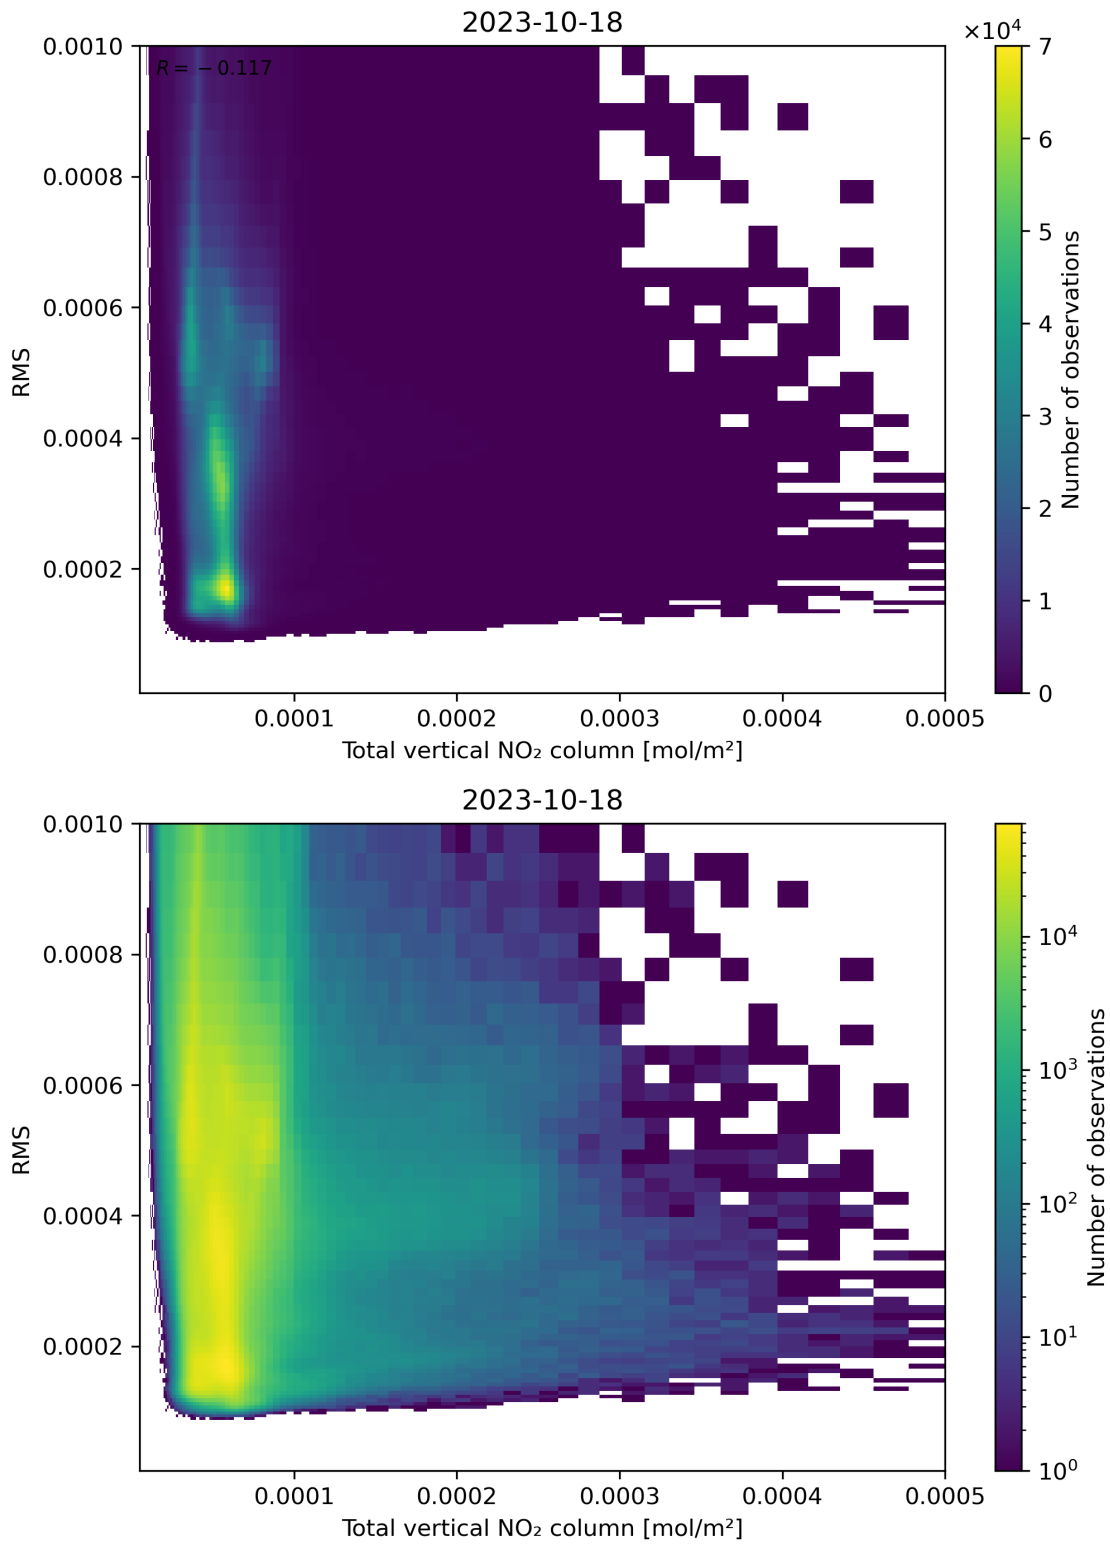 2023-10-18
×10⁴
R = −0.117
0.0010
0.0008
0.0006
0.0004
0.0002
RMS
0.0001 0.0002 0.0003 0.0004 0.0005
Total vertical NO₂ column [mol/m²]
7
6
5
4
3
2
1
0
Number of observations
2023-10-18
0.0010
0.0008
0.0006
0.0004
0.0002
RMS
0.0001 0.0002 0.0003 0.0004 0.0005
Total vertical NO₂ column [mol/m²]
10⁴
10³
10²
10¹
10⁰
Number of observations